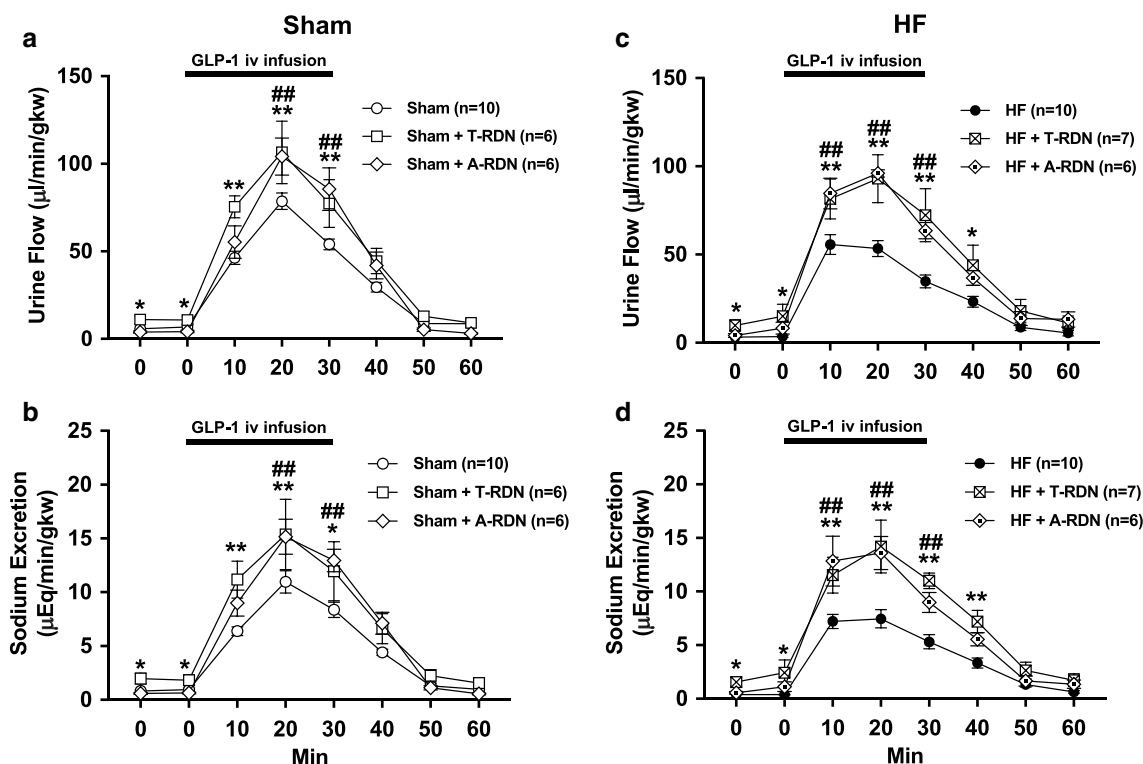 Sham
a
GLP-1 iv infusion
150
100
50
0
Urine Flow (µl/min/gkw)
Sham (n=10)
Sham + T-RDN (n=6)
Sham + A-RDN (n=6)
*
*
**
##
**
##
**
0 0 10 20 30 40 50 60
b
GLP-1 iv infusion
25
20
15
10
5
0
Sodium Excretion
(µEq/min/gkw)
Sham (n=10)
Sham + T-RDN (n=6)
Sham + A-RDN (n=6)
*
*
**
##
**
##
*
0 0 10 20 30 40 50 60
Min
HF
c
GLP-1 iv infusion
150
100
50
0
Urine Flow (µl/min/gkw)
HF (n=10)
HF + T-RDN (n=7)
HF + A-RDN (n=6)
*
*
##
**
##
**
##
**
*
0 0 10 20 30 40 50 60
d
GLP-1 iv infusion
25
20
15
10
5
0
Sodium Excretion
(µEq/min/gkw)
HF (n=10)
HF + T-RDN (n=7)
HF + A-RDN (n=6)
*
*
##
**
##
**
##
**
**
0 0 10 20 30 40 50 60
Min